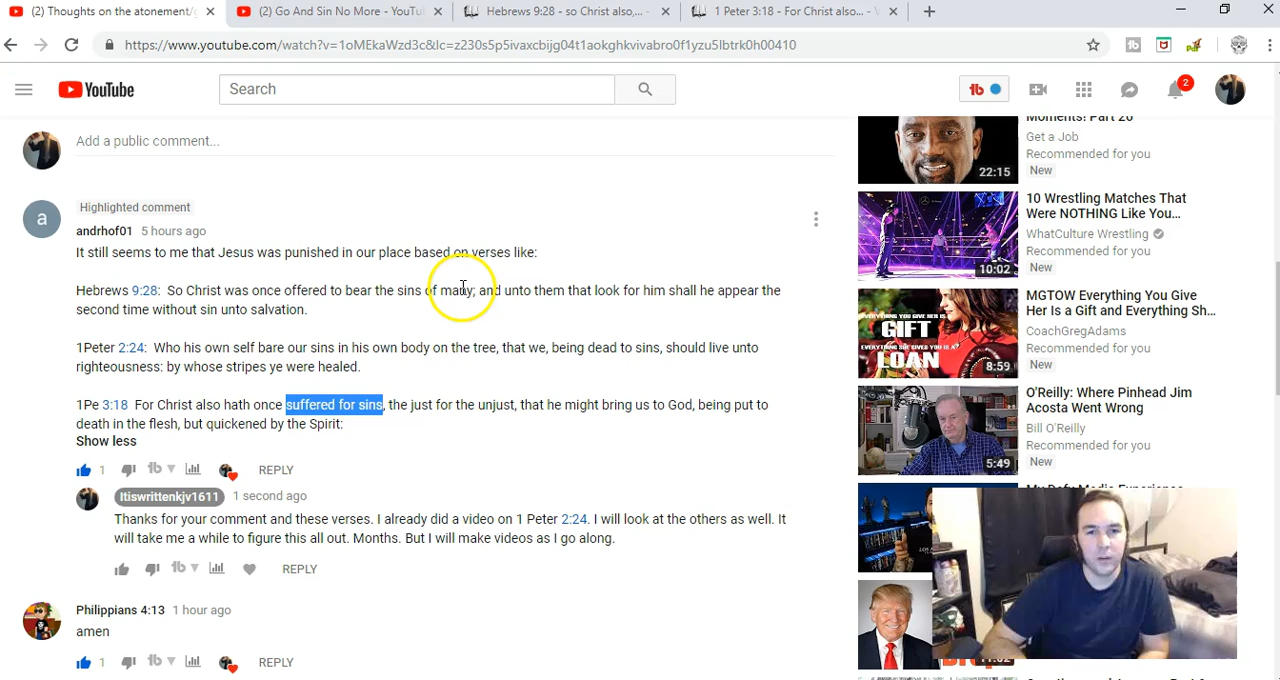 (2) Thoughts on the atonement/
(2) Go And Sin No More - YouTu
Hebrews 9:28 - so Christ also,...
1 Peter 3:18 - For Christ also... - V
https://www.youtube.com/watch?v=1oMEkaWzd3c&lc=z230s5p5ivaxcbijg04t1aokghkvivabro0f1yzu5lbtrk0h00410
YouTube
Search
2
Add a public comment...
Highlighted comment
andrhof01 5 hours ago
It still seems to me that Jesus was punished in our place based on verses like:
Hebrews 9:28: So Christ was once offered to bear the sins of many; and unto them that look for him shall he appear the
second time without sin unto salvation.
1Peter 2:24: Who his own self bare our sins in his own body on the tree, that we, being dead to sins, should live unto
righteousness: by whose stripes ye were healed.
1Pe 3:18 For Christ also hath once suffered for sins, the just for the unjust, that he might bring us to God, being put to
death in the flesh, but quickened by the Spirit:
Show less
1 REPLY
Itiswrittenkjv1611 1 second ago
Thanks for your comment and these verses. I already did a video on 1 Peter 2:24. I will look at the others as well. It
will take me a while to figure this all out. Months. But I will make videos as I go along.
REPLY
Philippians 4:13 1 hour ago
amen
1 REPLY
Moments! Part 26
Get a Job
Recommended for you
New
22:15
10 Wrestling Matches That
Were NOTHING Like You...
WhatCulture Wrestling
Recommended for you
New
10:02
MGTOW Everything You Give
Her Is a Gift and Everything Sh...
CoachGregAdams
Recommended for you
New
EVERYTHING YOU GIVE HER IS A
GIFT
LOAN
8:59
O'Reilly: Where Pinhead Jim
Acosta Went Wrong
Bill O'Reilly
Recommended for you
New
5:49